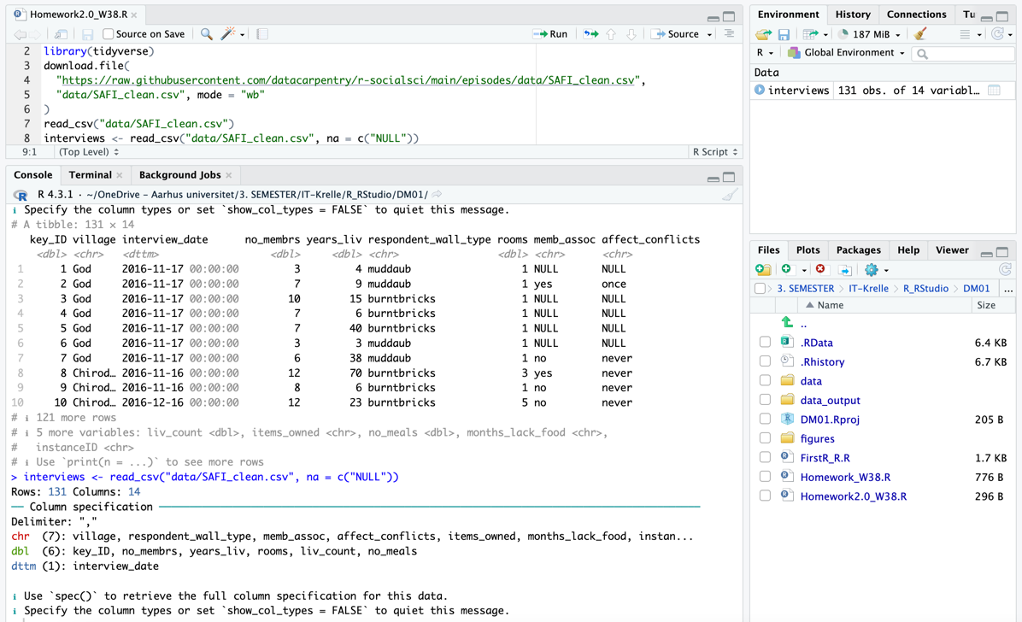 Homework2.0_W38.R
Source on Save Run Source
2 library(tidyverse)
3 download.file(
4 "https://raw.githubusercontent.com/datacarpentry/r-socialsci/main/episodes/data/SAFI_clean.csv",
5 "data/SAFI_clean.csv", mode = "wb"
6 )
7 read_csv("data/SAFI_clean.csv")
8 interviews <- read_csv("data/SAFI_clean.csv", na = c("NULL"))
9:1 (Top Level) R Script
Console Terminal Background Jobs
R 4.3.1 · ~/OneDrive - Aarhus universitet/3. SEMESTER/IT-Krelle/R_RStudio/DM01/
i Specify the column types or set `show_col_types = FALSE` to quiet this message.
# A tibble: 131 × 14
key_ID village interview_date no_membrs years_liv respondent_wall_type rooms memb_assoc affect_conflicts
<dbl> <chr> <dttm> <dbl> <dbl> <chr> <dbl> <chr> <chr>
1 1 God 2016-11-17 00:00:00 3 4 muddaub 1 NULL NULL
2 2 God 2016-11-17 00:00:00 7 9 muddaub 1 yes once
3 3 God 2016-11-17 00:00:00 10 15 burntbricks 1 NULL NULL
4 4 God 2016-11-17 00:00:00 7 6 burntbricks 1 NULL NULL
5 5 God 2016-11-17 00:00:00 7 40 burntbricks 1 NULL NULL
6 6 God 2016-11-17 00:00:00 3 3 muddaub 1 NULL NULL
7 7 God 2016-11-17 00:00:00 6 38 muddaub 1 no never
8 8 Chirod… 2016-11-16 00:00:00 12 70 burntbricks 3 yes never
9 9 Chirod… 2016-11-16 00:00:00 8 6 burntbricks 1 no never
10 10 Chirod… 2016-12-16 00:00:00 12 23 burntbricks 5 no never
# i 121 more rows
# i 5 more variables: liv_count <dbl>, items_owned <chr>, no_meals <dbl>, months_lack_food <chr>,
# instanceID <chr>
# i Use `print(n = ...)` to see more rows
> interviews <- read_csv("data/SAFI_clean.csv", na = c("NULL"))
Rows: 131 Columns: 14
── Column specification ──
Delimiter: ","
chr (7): village, respondent_wall_type, memb_assoc, affect_conflicts, items_owned, months_lack_food, instan...
dbl (6): key_ID, no_membrs, years_liv, rooms, liv_count, no_meals
dttm (1): interview_date
i Use `spec()` to retrieve the full column specification for this data.
i Specify the column types or set `show_col_types = FALSE` to quiet this message.
Environment History Connections Tu
187 MiB
R Global Environment
Data
interviews 131 obs. of 14 variabl…
Files Plots Packages Help Viewer
3. SEMESTER IT-Krelle R_RStudio DM01 ...
Name Size
..
.RData 6.4 KB
.Rhistory 6.7 KB
data
data_output
DM01.Rproj 205 B
figures
FirstR_R.R 1.7 KB
Homework_W38.R 776 B
Homework2.0_W38.R 296 B